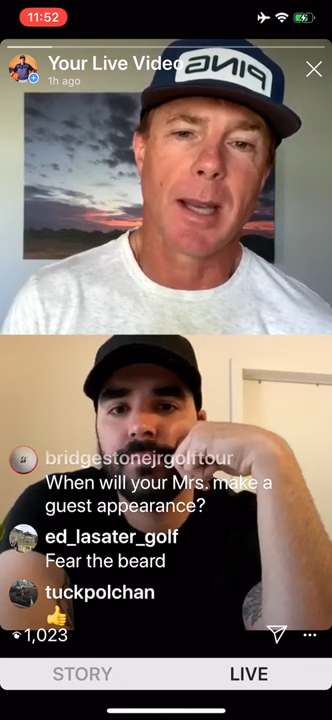 11:52
Your Live Video
1h ago
PING
bridgestonejrgolftour
When will your Mrs. make a
guest appearance?
ed_lasater_golf
Fear the beard
tuckpolchan
👍
1,023
STORY
LIVE